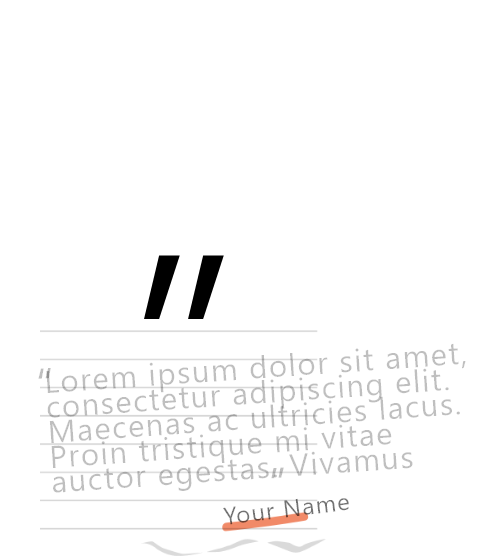 "
"Lorem ipsum dolor sit amet,
consectetur adipiscing elit.
Maecenas ac ultricies lacus.
Proin tristique mi vitae
auctor egestas„ Vivamus
Your Name